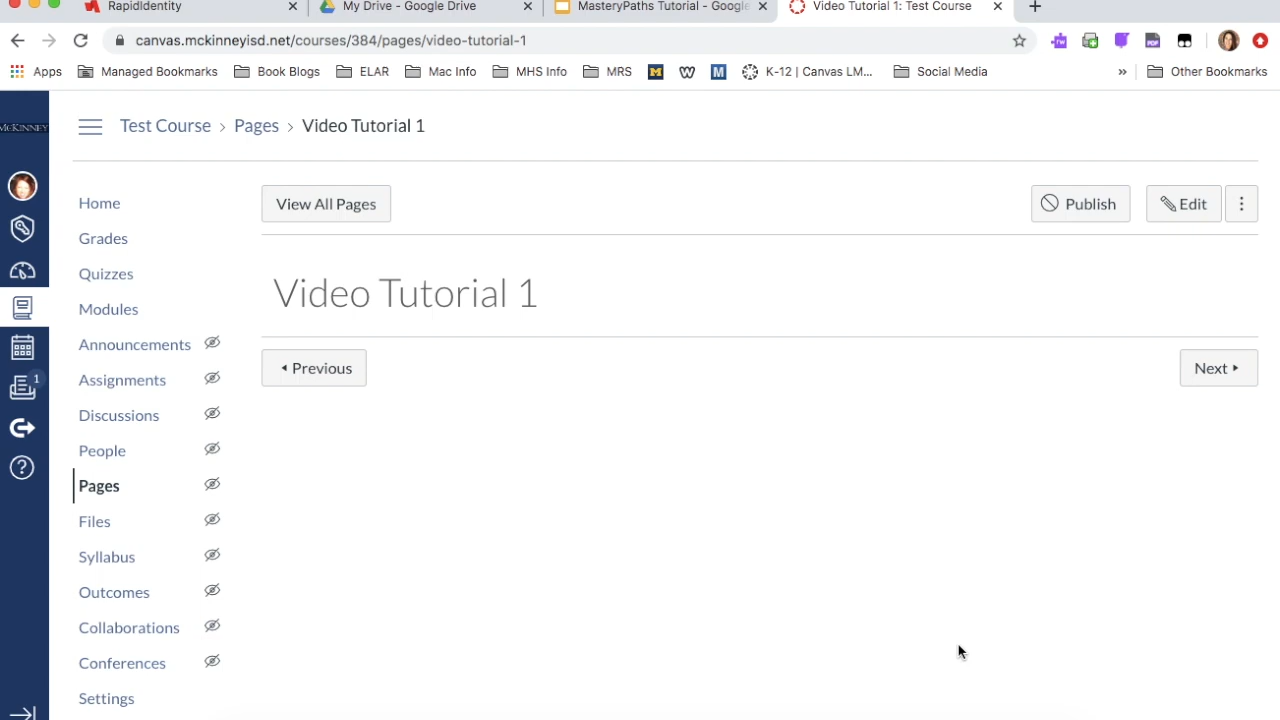 RapidIdentity
My Drive - Google Drive
MasteryPaths Tutorial - Google
Video Tutorial 1: Test Course
canvas.mckinneyisd.net/courses/384/pages/video-tutorial-1
Apps Managed Bookmarks Book Blogs ELAR Mac Info MHS Info MRS K-12 | Canvas LM... Social Media » Other Bookmarks
MCKINNEY
Test Course › Pages › Video Tutorial 1
Home
Grades
Quizzes
Modules
Announcements
Assignments
Discussions
People
Pages
Files
Syllabus
Outcomes
Collaborations
Conferences
Settings
1
View All Pages
Publish
Edit
Video Tutorial 1
Previous
Next